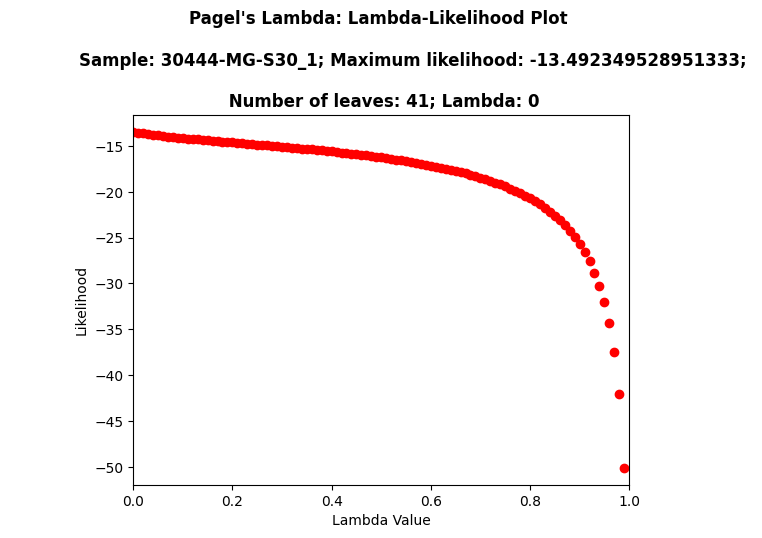 Pagel's Lambda: Lambda-Likelihood Plot
Sample: 30444-MG-S30_1; Maximum likelihood: -13.492349528951333;
Number of leaves: 41; Lambda: 0
−15
−20
−25
−30
−35
−40
−45
−50
Likelihood
0.0 0.2 0.4 0.6 0.8 1.0
Lambda Value